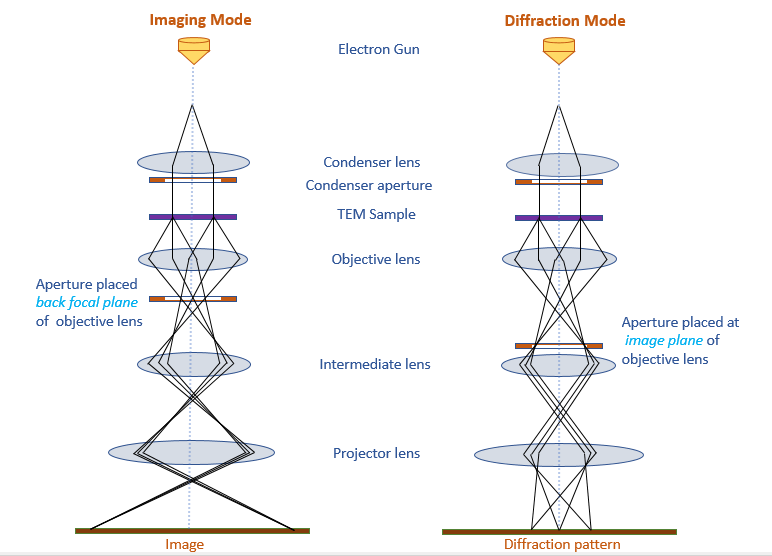 Imaging Mode
Diffraction Mode
Electron Gun
Condenser lens
Condenser aperture
TEM Sample
Objective lens
Aperture placed
back focal plane
of objective lens
Aperture placed at
image plane of
objective lens
Intermediate lens
Projector lens
Image
Diffraction pattern